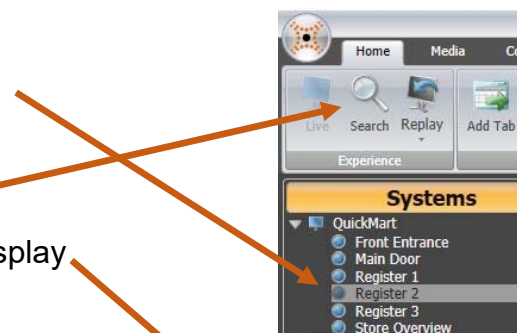 Home Media
Live Search Replay Add Tab
Experience
splay
Systems
QuickMart
Front Entrance
Main Door
Register 1
Register 2
Register 3
Store Overview